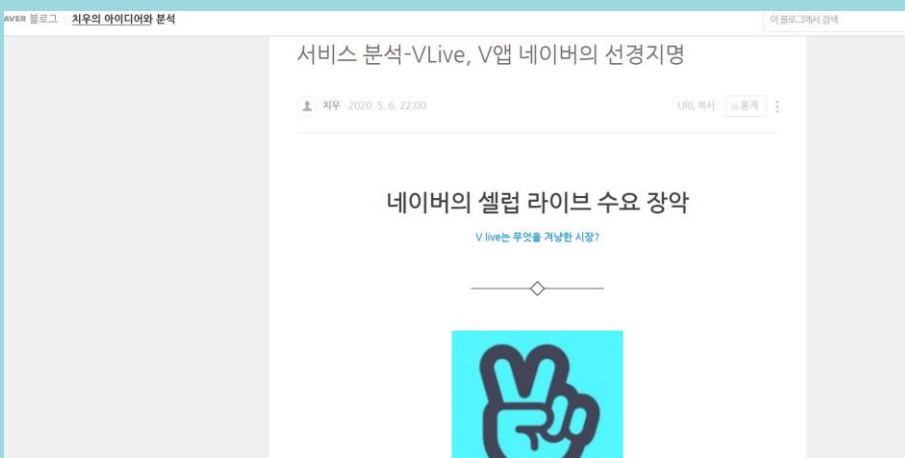 AVER 블로그 치우의 아이디어와 분석
이 블로그에서 검색
서비스 분석-VLive, V앱 네이버의 선경지명
치우 2020. 5. 6. 22:00
URL 복사 통계
네이버의 셀럽 라이브 수요 장악
V live는 무엇을 겨냥한 시장?